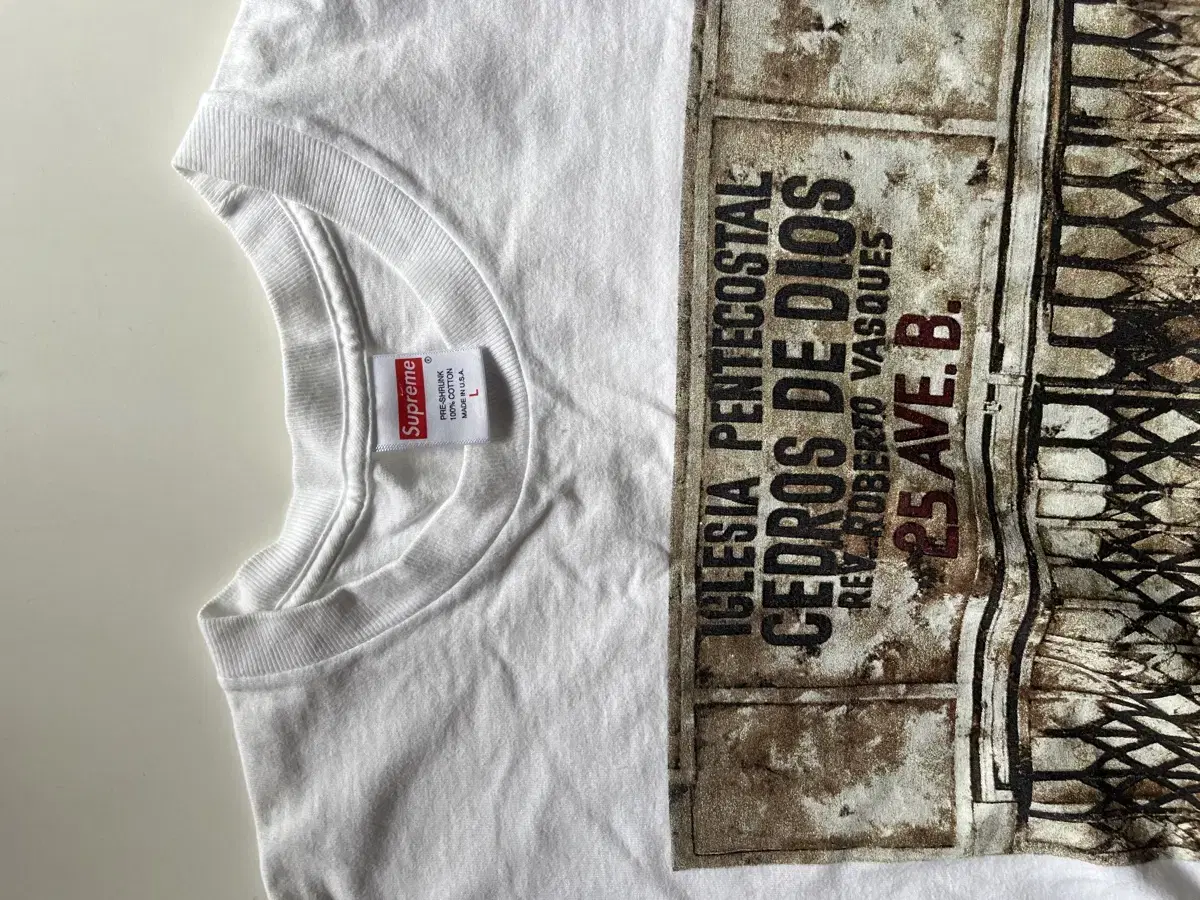 Supreme®
PRE-SHRUNK
100% COTTON
MADE IN U.S.A.
L
IGLESIA PENTECOSTAL
CEDROS DE DIOS
REV. ROBERTO VASQUES
25 AVE. B.